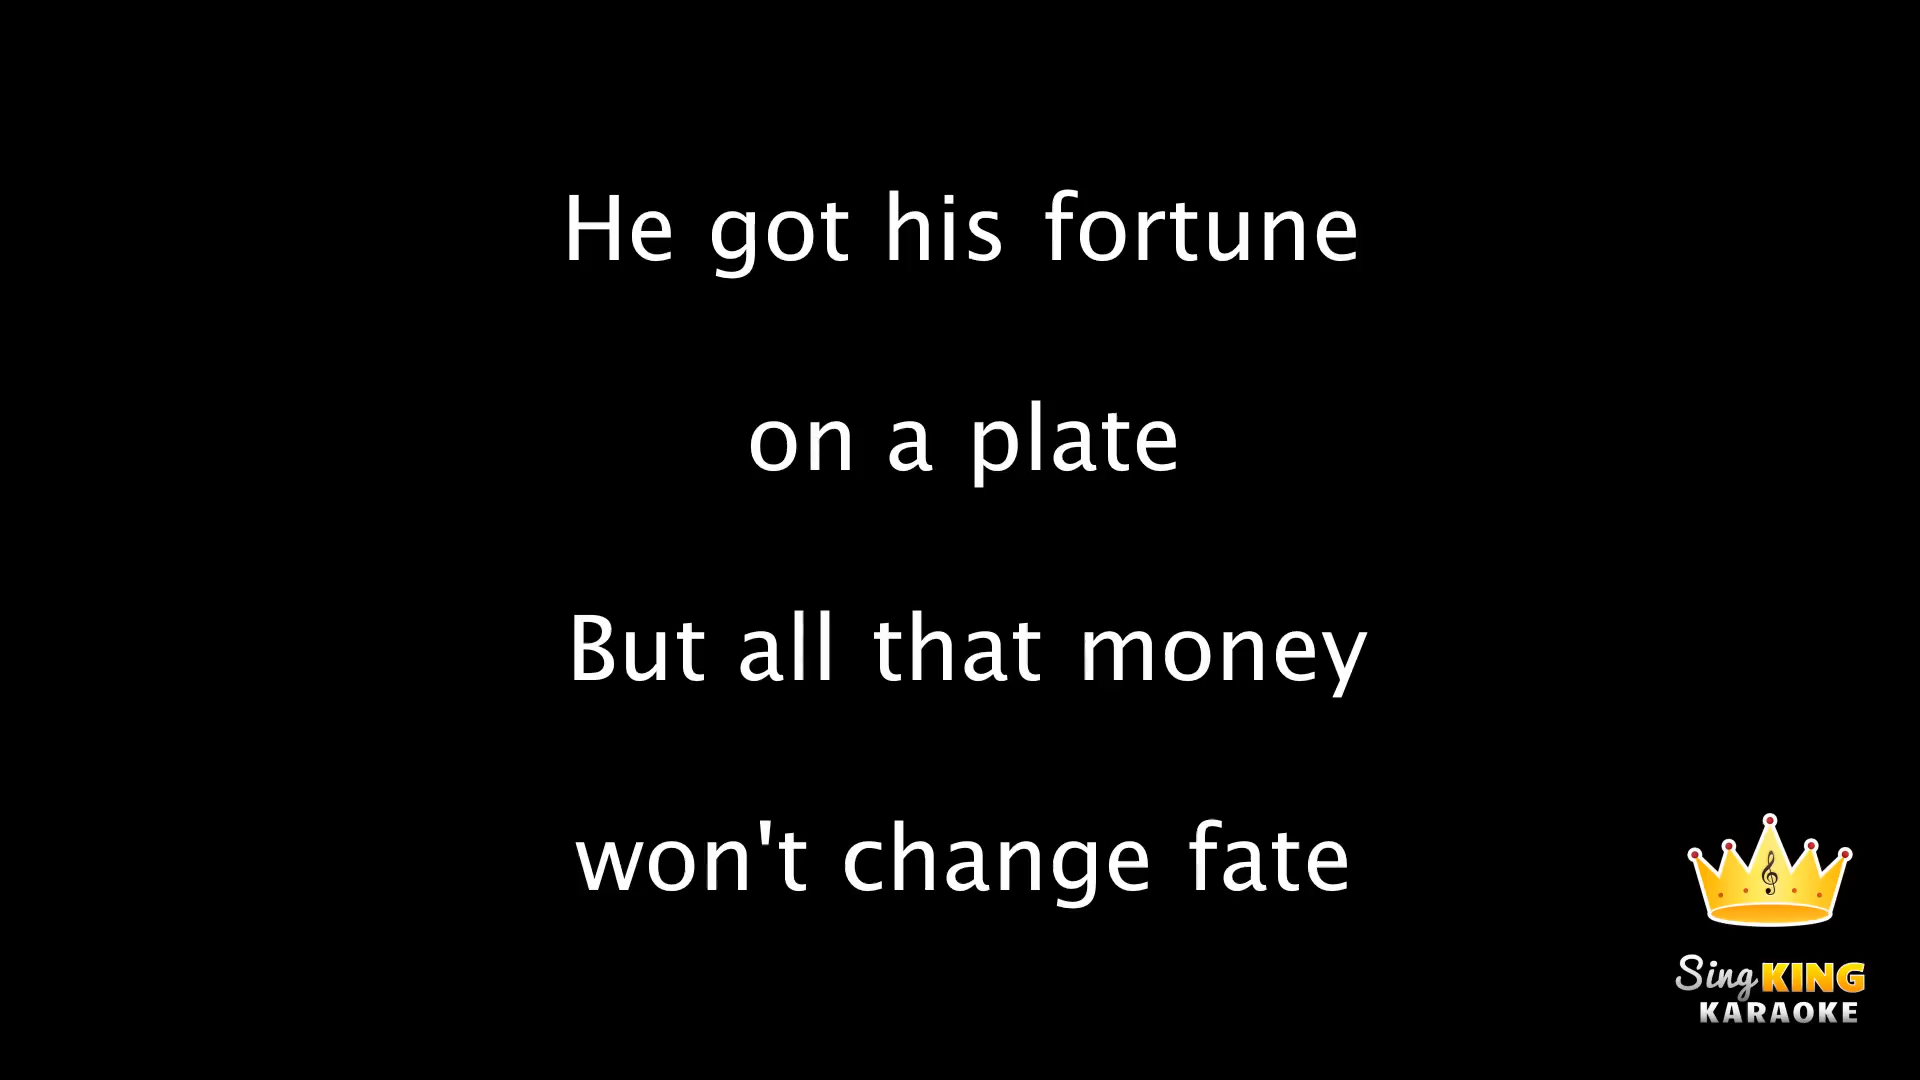 He got his fortune
on a plate
But all that money
won't change fate
Sing KING
KARAOKE